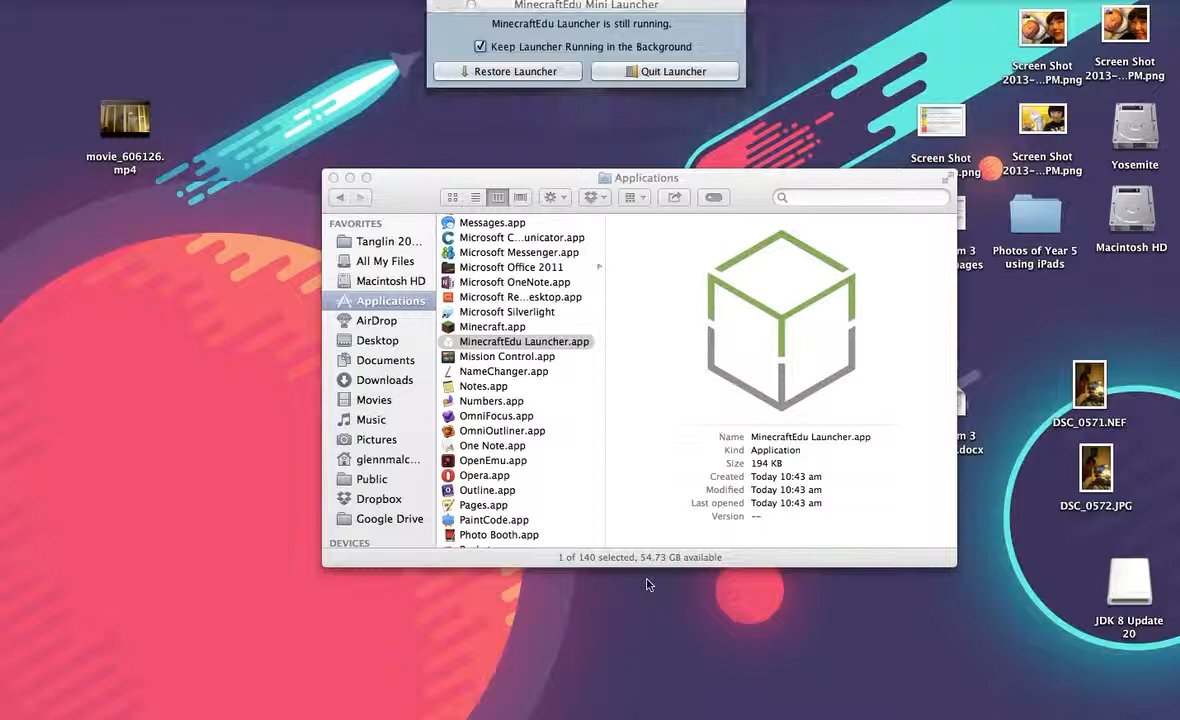 MinecraftEdu Mini Launcher
MinecraftEdu Launcher is still running.
Keep Launcher Running in the Background
Restore Launcher
Quit Launcher
movie_606126.
mp4
Screen Shot
2013-...PM.png
Screen Shot
2013-...PM.png
Screen Shot
.png
Screen Shot
2013-...PM.png
Yosemite
m 3
ages
Photos of Year 5
using iPads
Macintosh HD
DSC_0571.NEF
m 3
.docx
DSC_0572.JPG
JDK 8 Update
20
Applications
FAVORITES
Tanglin 20...
All My Files
Macintosh HD
Applications
AirDrop
Desktop
Documents
Downloads
Movies
Music
Pictures
glennmalc...
Public
Dropbox
Google Drive
DEVICES
Messages.app
Microsoft C...unicator.app
Microsoft Messenger.app
Microsoft Office 2011
Microsoft OneNote.app
Microsoft Re...esktop.app
Microsoft Silverlight
Minecraft.app
MinecraftEdu Launcher.app
Mission Control.app
NameChanger.app
Notes.app
Numbers.app
OmniFocus.app
OmniOutliner.app
One Note.app
OpenEmu.app
Opera.app
Outline.app
Pages.app
PaintCode.app
Photo Booth.app
Name MinecraftEdu Launcher.app
Kind Application
Size 194 KB
Created Today 10:43 am
Modified Today 10:43 am
Last opened Today 10:43 am
Version --
1 of 140 selected, 54.73 GB available